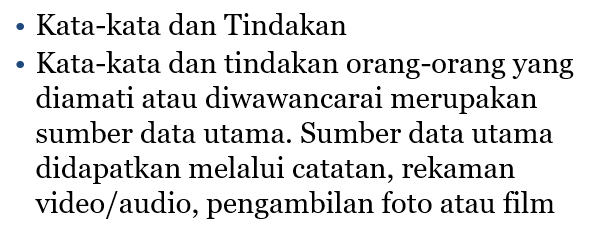 • Kata-kata dan Tindakan
• Kata-kata dan tindakan orang-orang yang
diamati atau diwawancarai merupakan
sumber data utama. Sumber data utama
didapatkan melalui catatan, rekaman
video/audio, pengambilan foto atau film